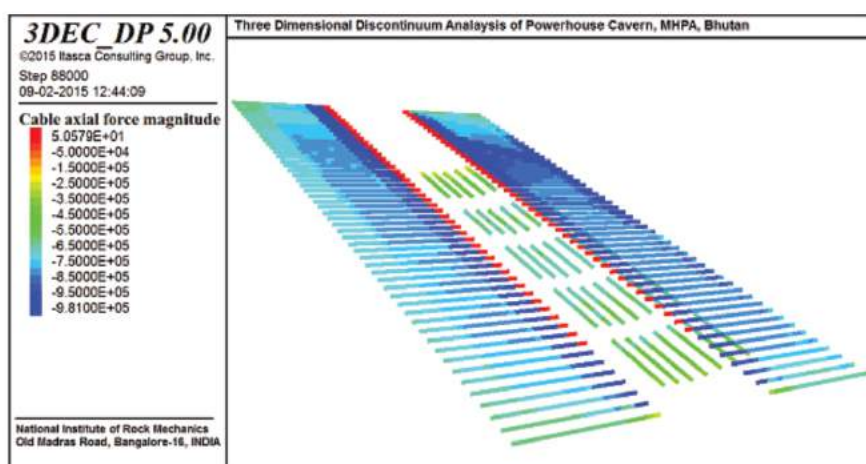 3DEC_DP 5.00
©2015 Itasca Consulting Group, Inc.
Step 88000
09-02-2015 12:44:09
Cable axial force magnitude
5.0579E+01
-5.0000E+04
-1.5000E+05
-2.5000E+05
-3.5000E+05
-4.5000E+05
-5.5000E+05
-6.5000E+05
-7.5000E+05
-8.5000E+05
-9.5000E+05
-9.8100E+05
National Institute of Rock Mechanics
Old Madras Road, Bangalore-16, INDIA
Three Dimensional Discontinum Analaysis of Powerhouse Cavern, MHPA, Bhutan